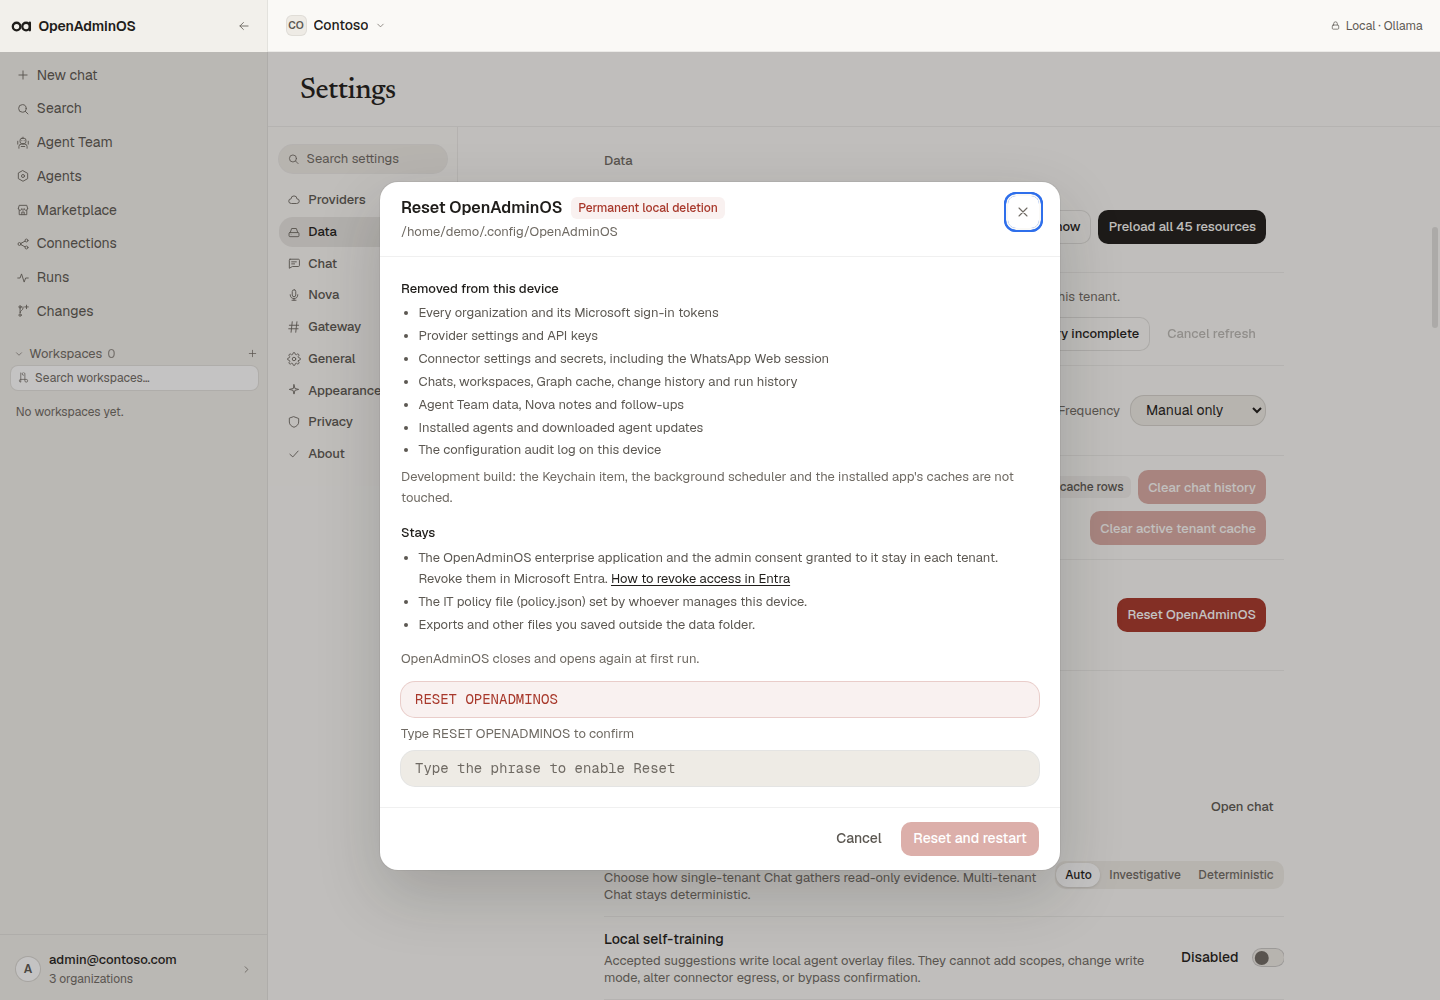 OpenAdminOS
CO Contoso
Local · Ollama
New chat
Search
Agent Team
Agents
Marketplace
Connections
Runs
Changes
Workspaces 0
Search workspaces...
No workspaces yet.
A
admin@contoso.com
3 organizations
Settings
Search settings
Providers
Data
Chat
Nova
Gateway
General
Appearance
Privacy
About
Data
Preload all 45 resources
this tenant.
incomplete
Cancel refresh
Frequency
Manual only
cache rows
Clear chat history
Clear active tenant cache
Reset OpenAdminOS
Open chat
Choose how single-tenant Chat gathers read-only evidence. Multi-tenant
Chat stays deterministic.
Auto Investigative Deterministic
Local self-training
Accepted suggestions write local agent overlay files. They cannot add scopes, change write
mode, alter connector egress, or bypass confirmation.
Disabled
Reset OpenAdminOS Permanent local deletion
/home/demo/.config/OpenAdminOS
Removed from this device
• Every organization and its Microsoft sign-in tokens
• Provider settings and API keys
• Connector settings and secrets, including the WhatsApp Web session
• Chats, workspaces, Graph cache, change history and run history
• Agent Team data, Nova notes and follow-ups
• Installed agents and downloaded agent updates
• The configuration audit log on this device
Development build: the Keychain item, the background scheduler and the installed app's caches are not
touched.
Stays
• The OpenAdminOS enterprise application and the admin consent granted to it stay in each tenant.
Revoke them in Microsoft Entra. How to revoke access in Entra
• The IT policy file (policy.json) set by whoever manages this device.
• Exports and other files you saved outside the data folder.
OpenAdminOS closes and opens again at first run.
RESET OPENADMINOS
Type RESET OPENADMINOS to confirm
Type the phrase to enable Reset
Cancel
Reset and restart